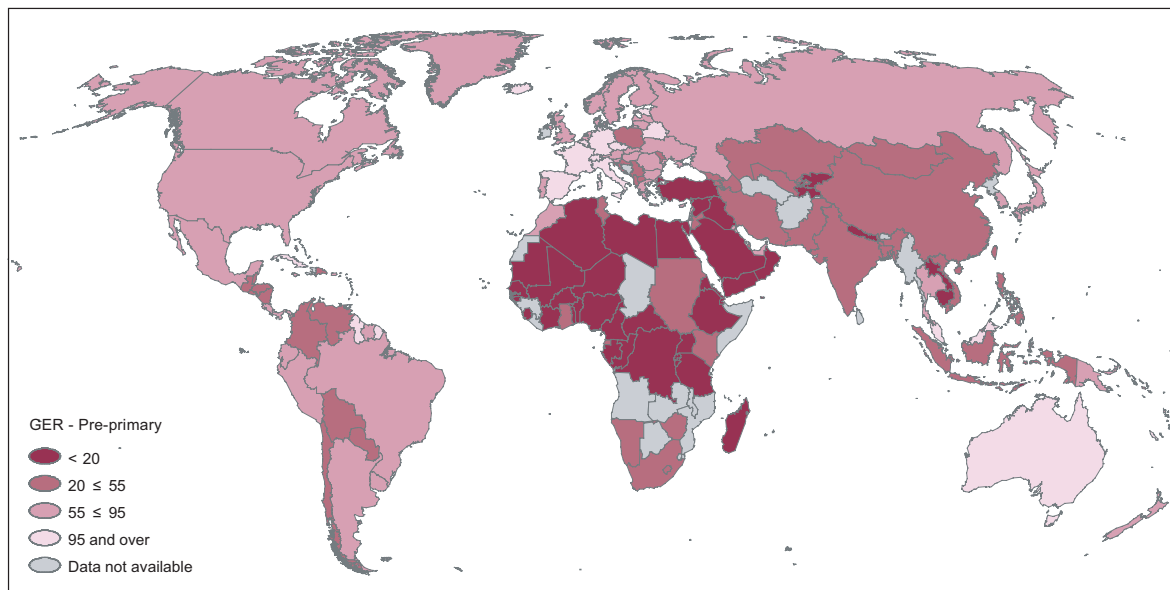 GER - Pre-primary
< 20
20 ≤ 55
55 ≤ 95
95 and over
Data not available